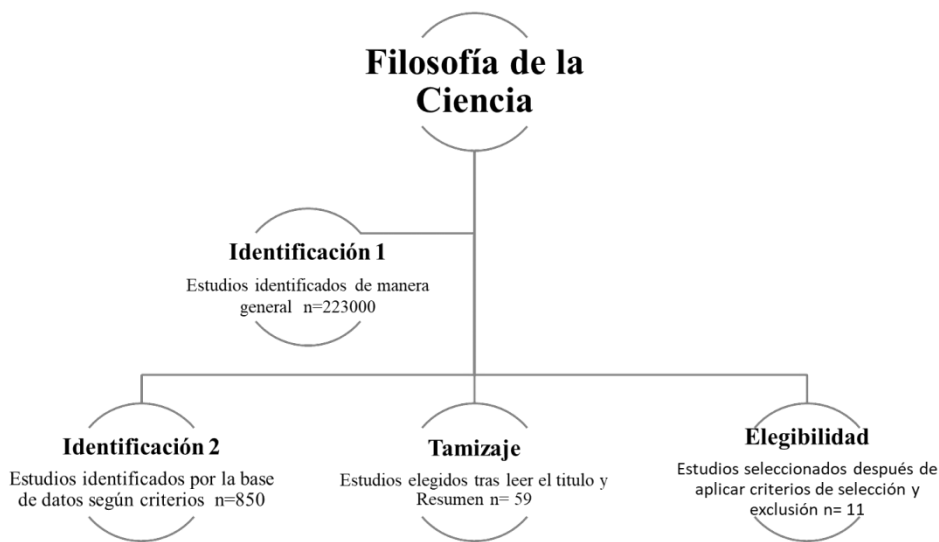 Filosofía de la
Ciencia
Identificación 1
Estudios identificados de manera
general n=223000
Identificación 2
Estudios identificados por la base
de datos según criterios n=850
Tamizaje
Estudios elegidos tras leer el titulo y
Resumen n= 59
Elegibilidad
Estudios seleccionados después de
aplicar criterios de selección y
exclusión n= 11